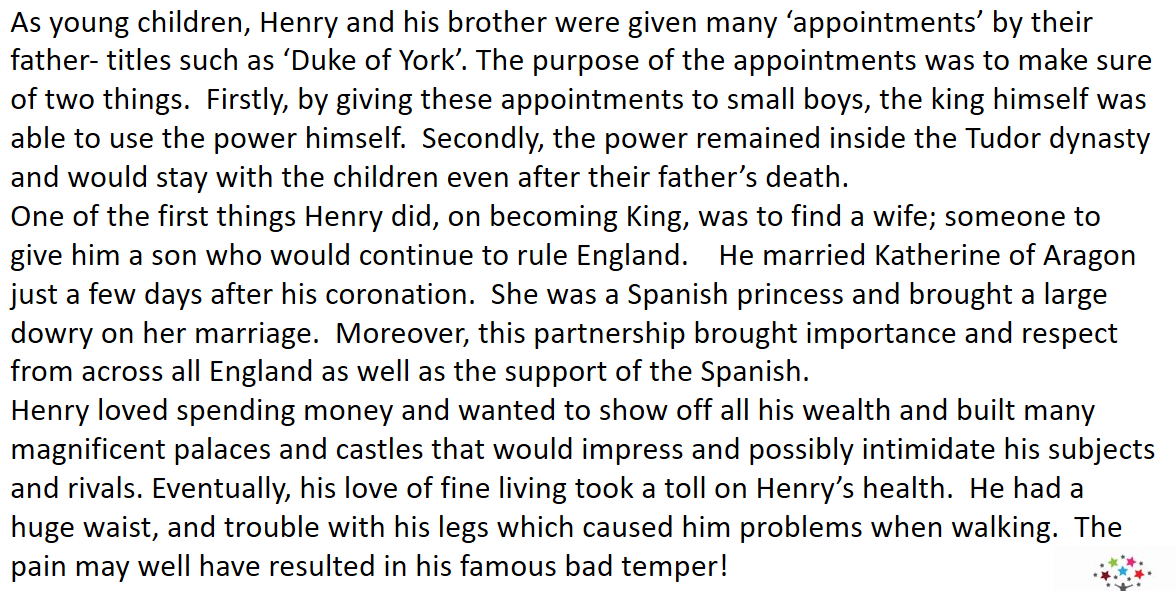 As young children, Henry and his brother were given many ‘appointments’ by their
father- titles such as ‘Duke of York’. The purpose of the appointments was to make sure
of two things.  Firstly, by giving these appointments to small boys, the king himself was
able to use the power himself.  Secondly, the power remained inside the Tudor dynasty
and would stay with the children even after their father’s death.
One of the first things Henry did, on becoming King, was to find a wife; someone to
give him a son who would continue to rule England.    He married Katherine of Aragon
just a few days after his coronation.  She was a Spanish princess and brought a large
dowry on her marriage.  Moreover, this partnership brought importance and respect
from across all England as well as the support of the Spanish.
Henry loved spending money and wanted to show off all his wealth and built many
magnificent palaces and castles that would impress and possibly intimidate his subjects
and rivals. Eventually, his love of fine living took a toll on Henry’s health.  He had a
huge waist, and trouble with his legs which caused him problems when walking.  The
pain may well have resulted in his famous bad temper!